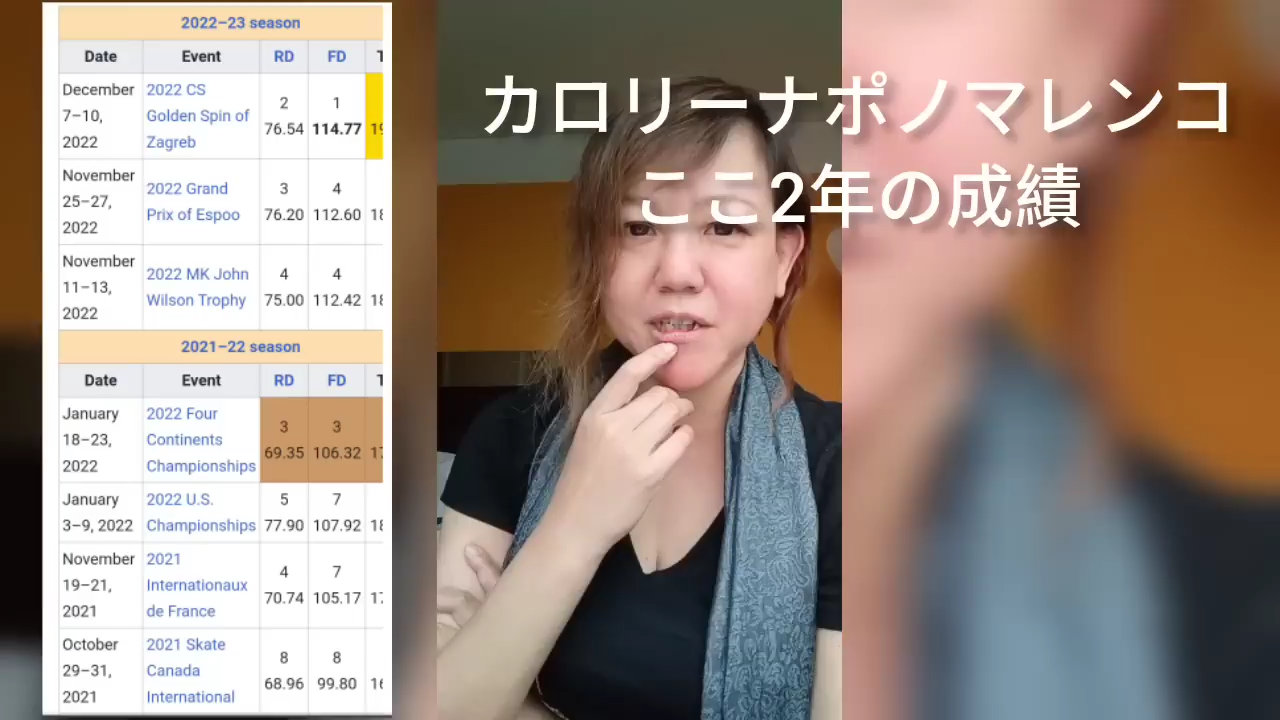 カロリーナポノマレンコ
ここ2年の成績
2022–23 season
Date Event RD FD
December 7–10, 2022
2022 CS Golden Spin of Zagreb
2 76.54
1 114.77
November 25–27, 2022
2022 Grand Prix of Espoo
3 76.20
4 112.60
November 11–13, 2022
2022 MK John Wilson Trophy
4 75.00
4 112.42
2021–22 season
Date Event RD FD
January 18–23, 2022
2022 Four Continents Championships
3 69.35
3 106.32
January 3–9, 2022
2022 U.S. Championships
5 77.90
7 107.92
November 19–21, 2021
2021 Internationaux de France
4 70.74
7 105.17
October 29–31, 2021
2021 Skate Canada International
8 68.96
8 99.80